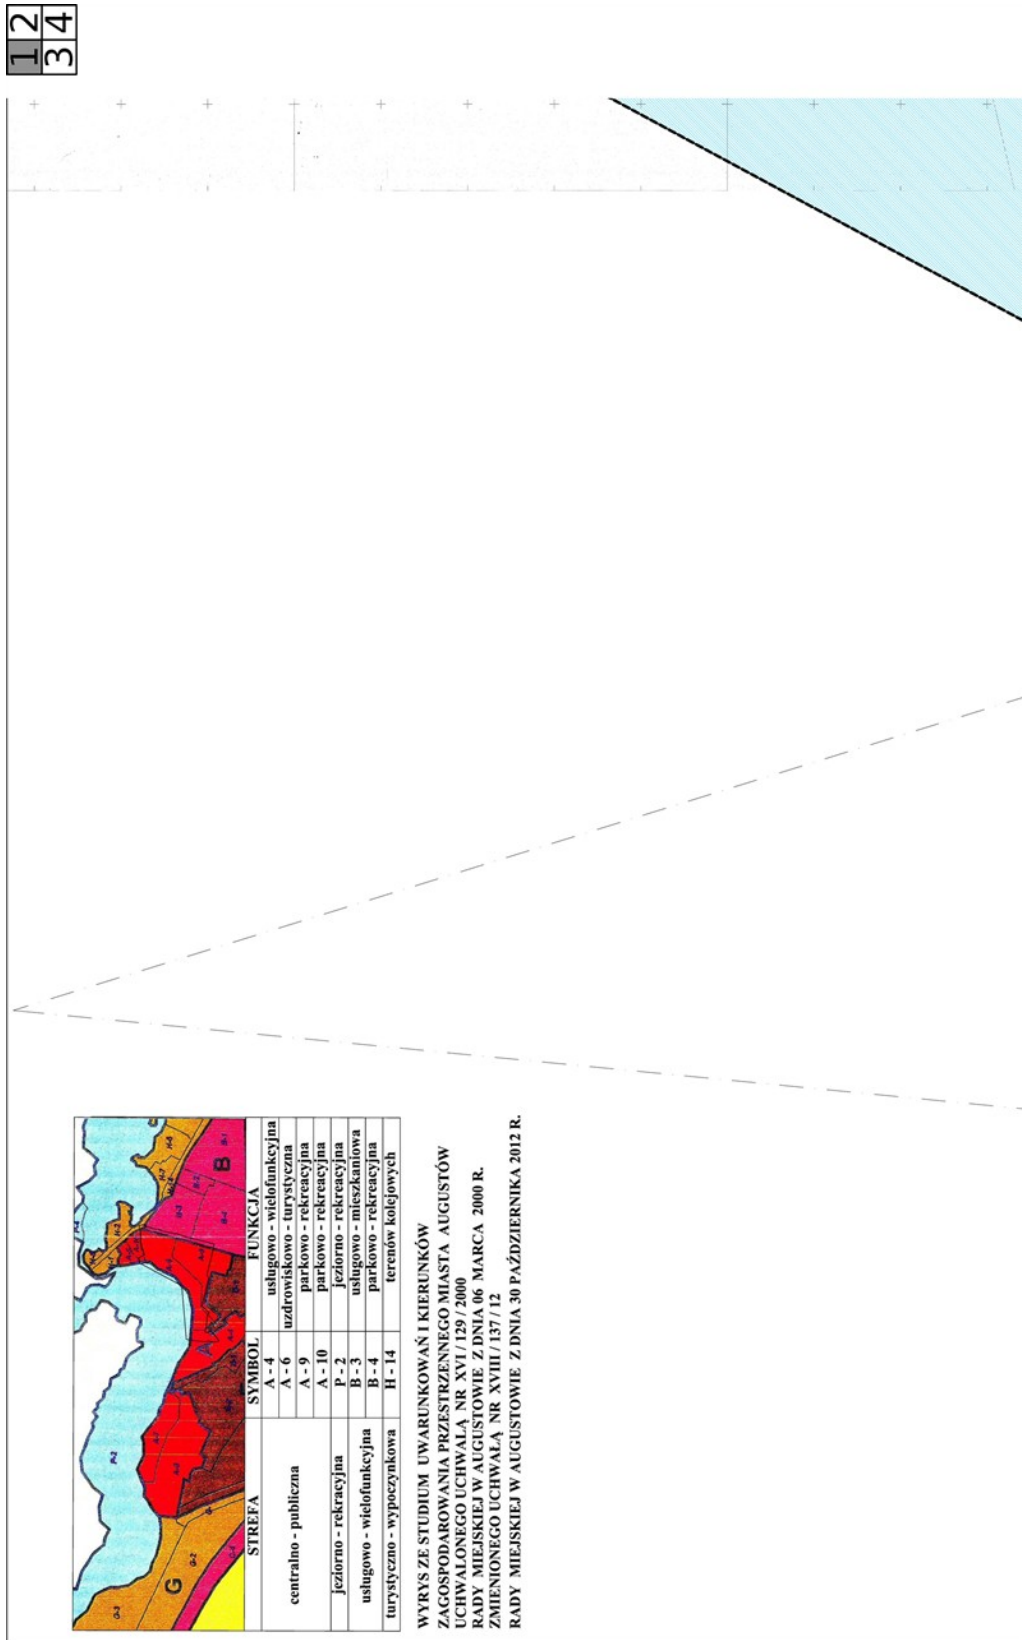 1 2
3 4
G
A
B
STREFA SYMBOL FUNKCJA
centralno - publiczna A - 4 usługowo - wielofunkcyjna
A - 6 uzdrowiskowo - turystyczna
A - 9 parkowo - rekreacyjna
A - 10 parkowo - rekreacyjna
jeziorno - rekracyjna P - 2 jeziorno - rekreacyjna
usługowo - wielofunkcyjna B - 3 usługowo - mieszkaniowa
B - 4 parkowo - rekreacyjna
turystyczno - wypoczynkowa H - 14 terenów kolejowych
WYRYS ZE STUDIUM UWARUNKOWAŃ I KIERUNKÓW
ZAGOSPODAROWANIA PRZESTRZENNEGO MIASTA AUGUSTÓW
UCHWALONEGO UCHWAŁĄ NR XVI / 129 / 2000
RADY MIEJSKIEJ W AUGUSTOWIE Z DNIA 06 MARCA 2000 R.
ZMIENIONEGO UCHWAŁĄ NR XVIII / 137 / 12
RADY MIEJSKIEJ W AUGUSTOWIE Z DNIA 30 PAŹDZIERNIKA 2012 R.